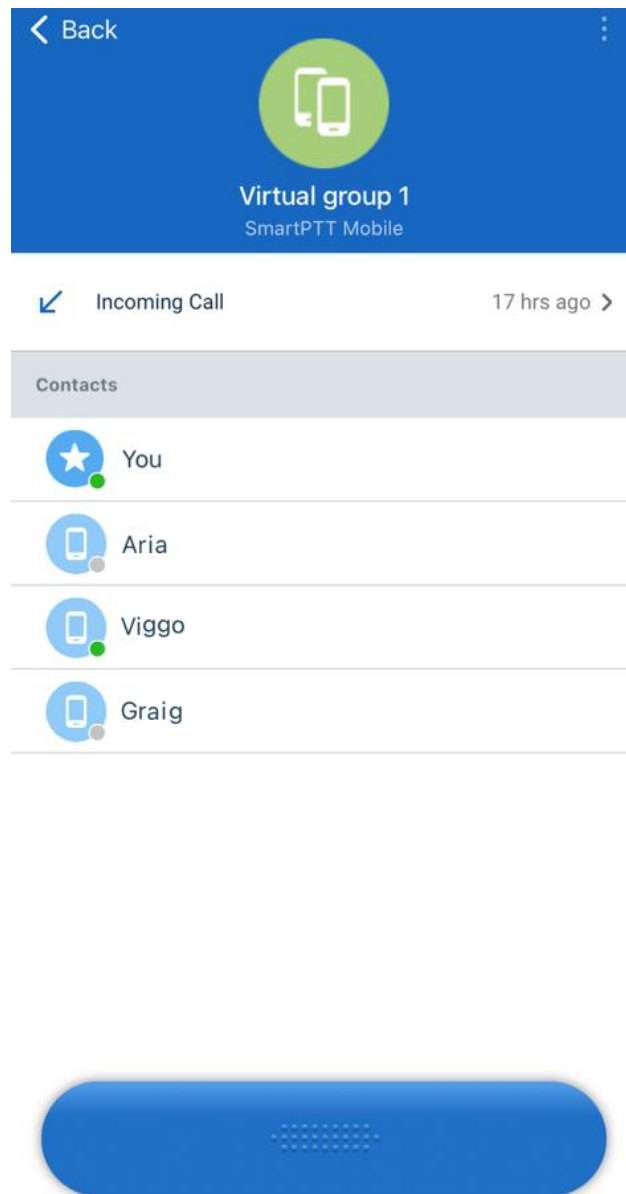 Back
Virtual group 1
SmartPTT Mobile
Incoming Call 17 hrs ago
Contacts
You
Aria
Viggo
Graig